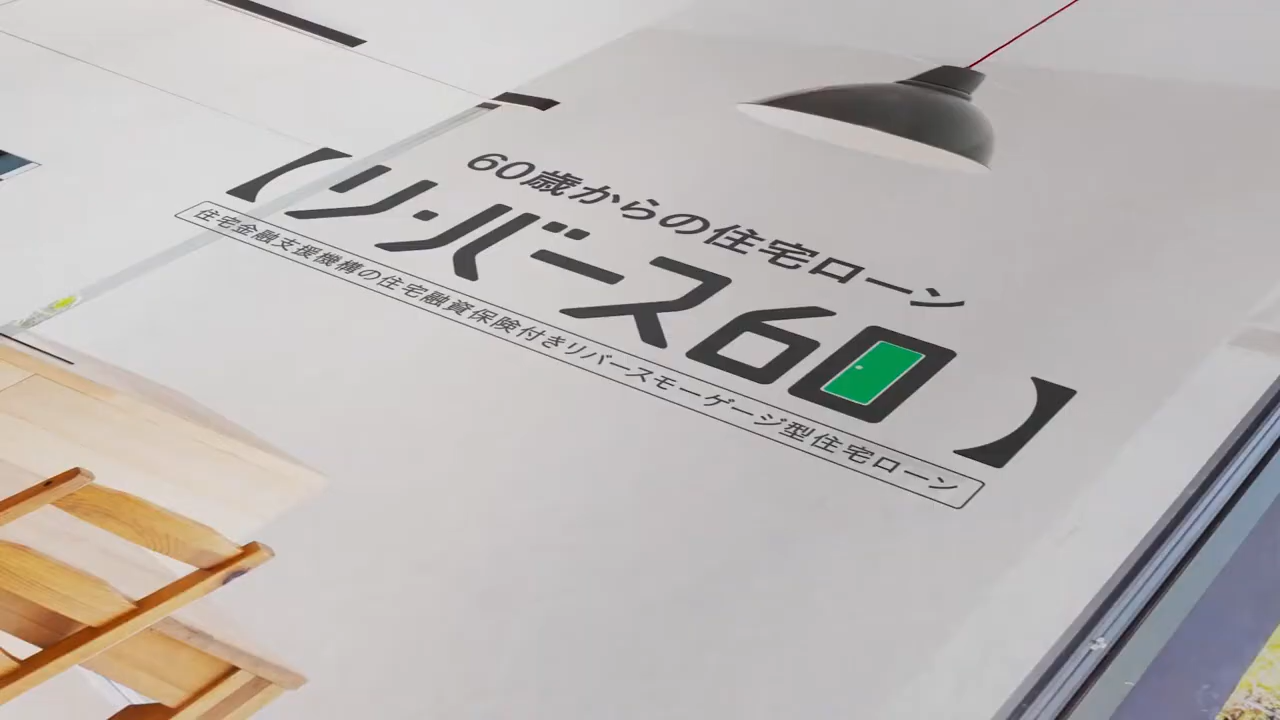 60歳からの住宅ローン
【リ・バース60】
住宅金融支援機構の住宅融資保険付きリバースモーゲージ型住宅ローン